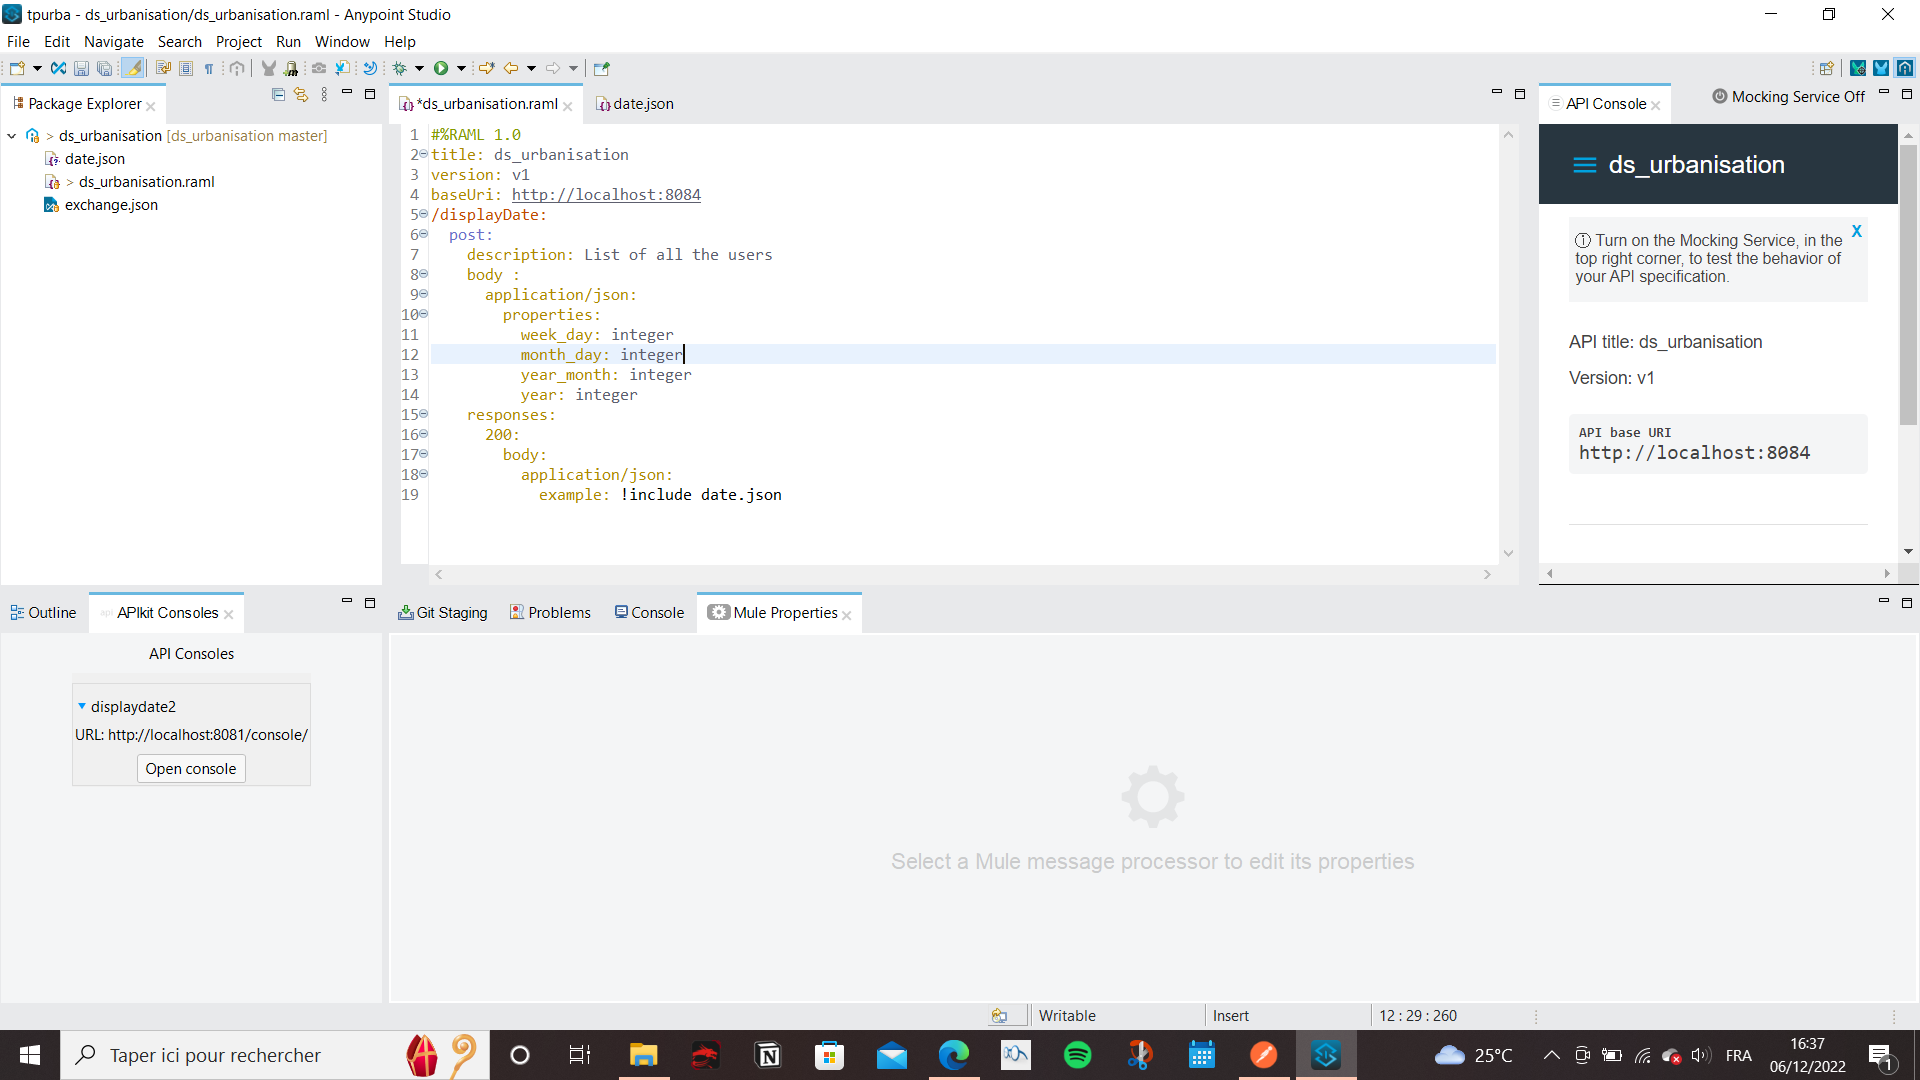 tpurba - ds_urbanisation/ds_urbanisation.raml - Anypoint Studio
File Edit Navigate Search Project Run Window Help
Package Explorer
> ds_urbanisation [ds_urbanisation master]
date.json
> ds_urbanisation.raml
exchange.json
*ds_urbanisation.raml
date.json
1 #%RAML 1.0
2 title: ds_urbanisation
3 version: v1
4 baseUri: http://localhost:8084
5 /displayDate:
6 post:
7 description: List of all the users
8 body :
9 application/json:
10 properties:
11 week_day: integer
12 month_day: integer
13 year_month: integer
14 year: integer
15 responses:
16 200:
17 body:
18 application/json:
19 example: !include date.json
API Console
Mocking Service Off
ds_urbanisation
X
Turn on the Mocking Service, in the
top right corner, to test the behavior of
your API specification.
API title: ds_urbanisation
Version: v1
API base URI
http://localhost:8084
Outline
APIkit Consoles
API Consoles
displaydate2
URL: http://localhost:8081/console/
Open console
Git Staging
Problems
Console
Mule Properties
Select a Mule message processor to edit its properties
Writable
Insert
12 : 29 : 260
Taper ici pour rechercher
25°C
FRA
16:37
06/12/2022
1